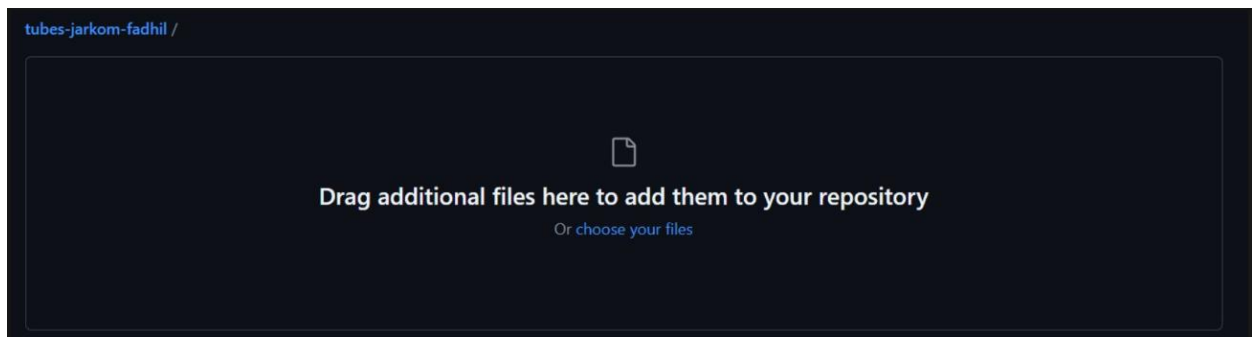 tubes-jarkom-fadhil /
Drag additional files here to add them to your repository
Or choose your files